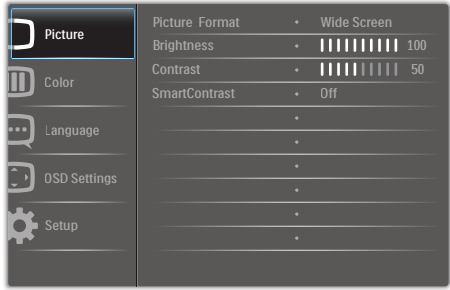 Picture
Color
Language
OSD Settings
Setup
Picture Format Wide Screen
Brightness 100
Contrast 50
SmartContrast Off